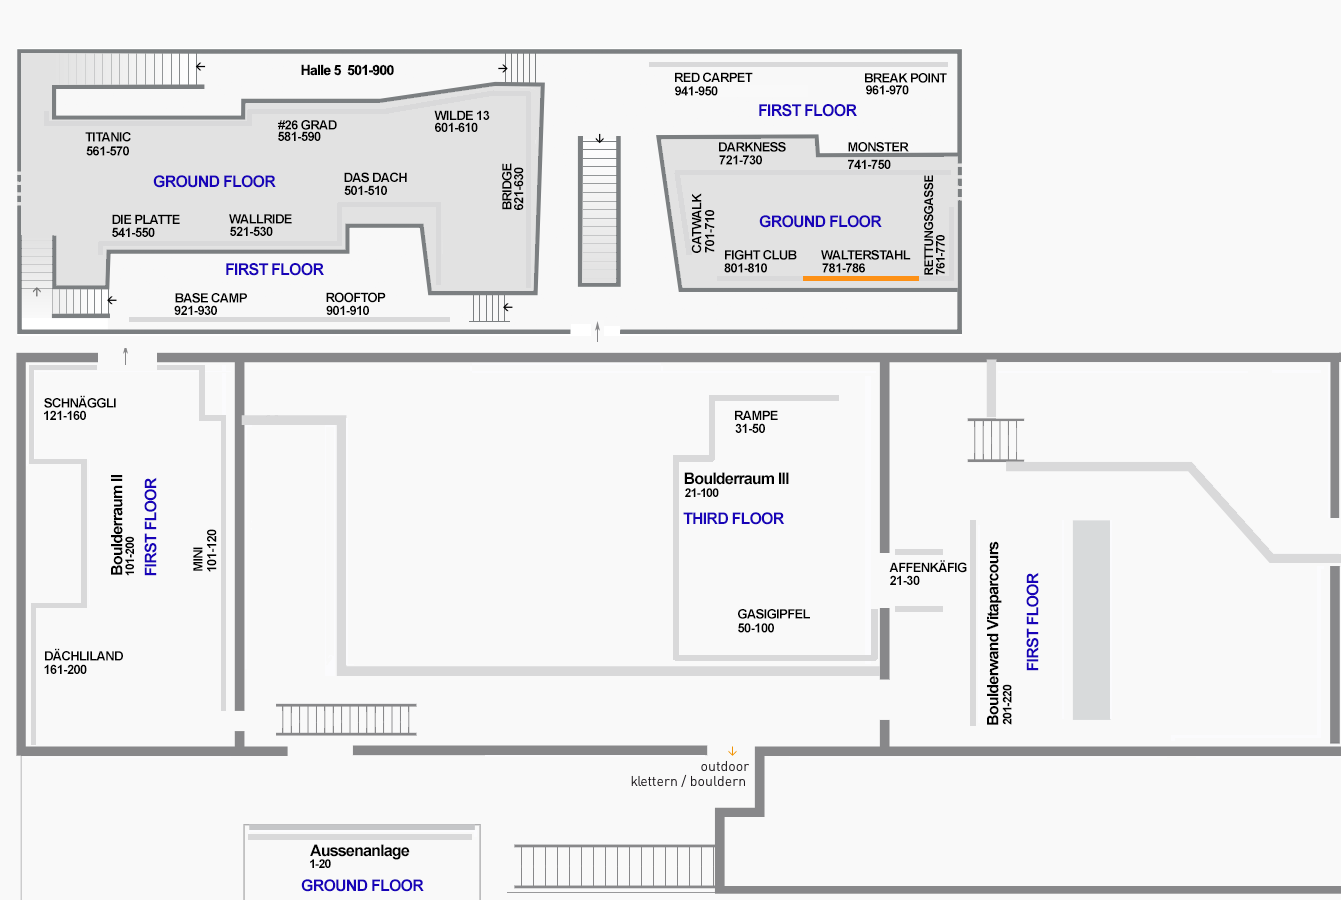 Halle 5 501-900
RED CARPET
941-950
BREAK POINT
961-970
FIRST FLOOR
TITANIC
561-570
#26 GRAD
581-590
WILDE 13
601-610
GROUND FLOOR
DAS DACH
501-510
BRIDGE
621-630
DIE PLATTE
541-550
WALLRIDE
521-530
FIRST FLOOR
BASE CAMP
921-930
ROOFTOP
901-910
DARKNESS
721-730
MONSTER
741-750
CATWALK
701-710
GROUND FLOOR
RETTUNGSGASSE
761-770
FIGHT CLUB
801-810
WALTERSTAHL
781-786
SCHNÄGGLI
121-160
Boulderraum II
101-200
FIRST FLOOR
MINI
101-120
DÄCHLILAND
161-200
RAMPE
31-50
Boulderraum III
21-100
THIRD FLOOR
GASIGIPFEL
50-100
AFFENKÄFIG
21-30
Boulderwand Vitaparcours
201-220
FIRST FLOOR
outdoor
klettern / bouldern
Aussenanlage
1-20
GROUND FLOOR